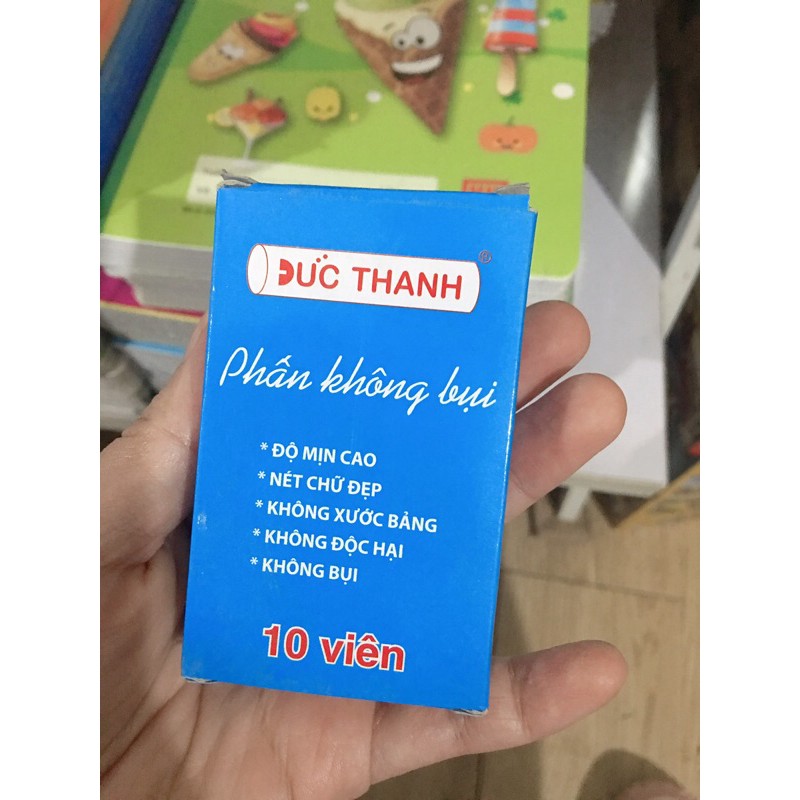 ĐỨC THANH ®
Phấn không bụi
* ĐỘ MỊN CAO
* NÉT CHỮ ĐẸP
* KHÔNG XƯỚC BẢNG
* KHÔNG ĐỘC HẠI
* KHÔNG BỤI
10 viên